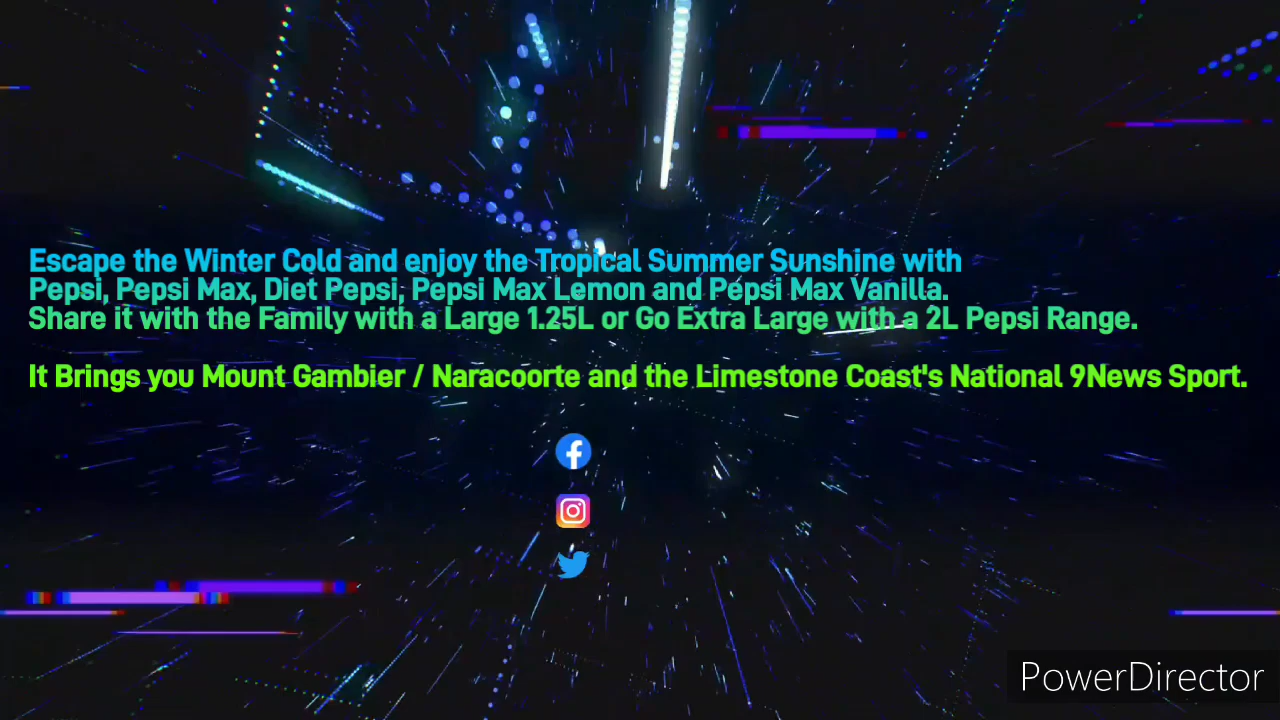 Escape the Winter Cold and enjoy the Tropical Summer Sunshine with
Pepsi, Pepsi Max, Diet Pepsi, Pepsi Max Lemon and Pepsi Max Vanilla.
Share it with the Family with a Large 1.25L or Go Extra Large with a 2L Pepsi Range.
It Brings you Mount Gambier / Naracoorte and the Limestone Coast's National 9News Sport.
PowerDirector